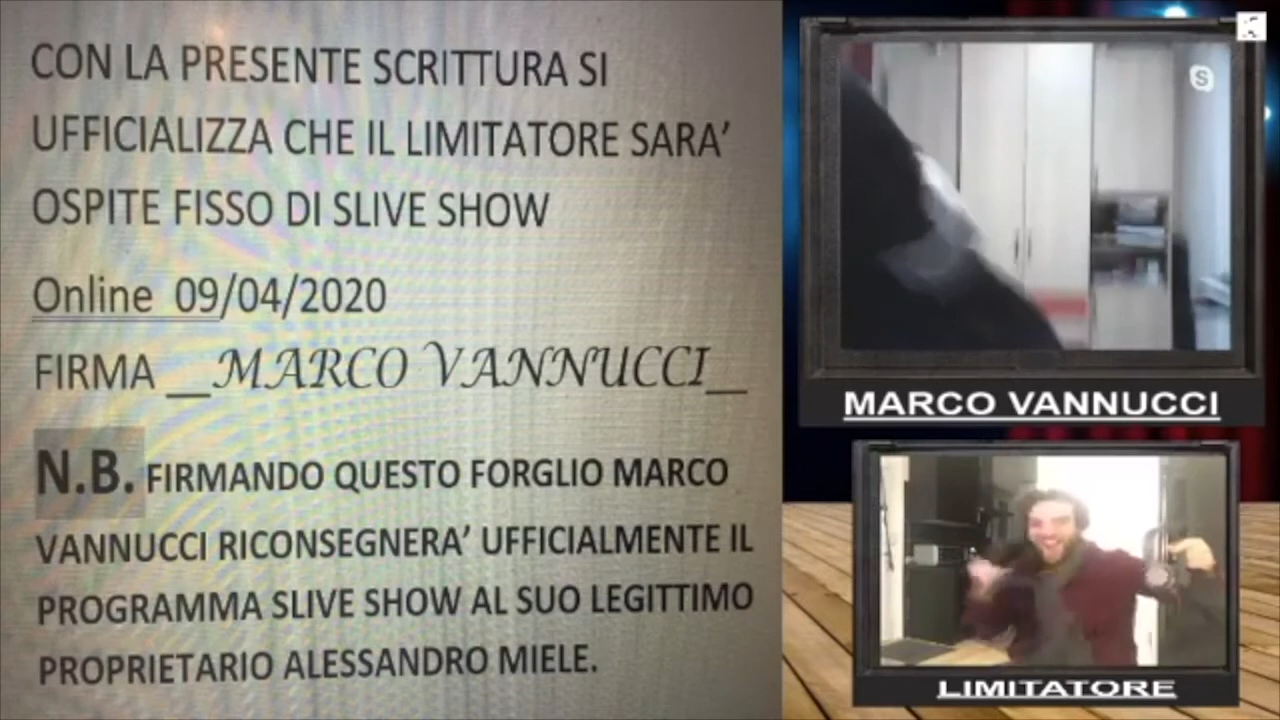 CON LA PRESENTE SCRITTURA SI
UFFICIALIZZA CHE IL LIMITATORE SARA'
OSPITE FISSO DI SLIVE SHOW
Online 09/04/2020
FIRMA __MARCO VANNUCCI__
N.B. FIRMANDO QUESTO FORGLIO MARCO
VANNUCCI RICONSEGNERA' UFFICIALMENTE IL
PROGRAMMA SLIVE SHOW AL SUO LEGITTIMO
PROPRIETARIO ALESSANDRO MIELE.
MARCO VANNUCCI
LIMITATORE